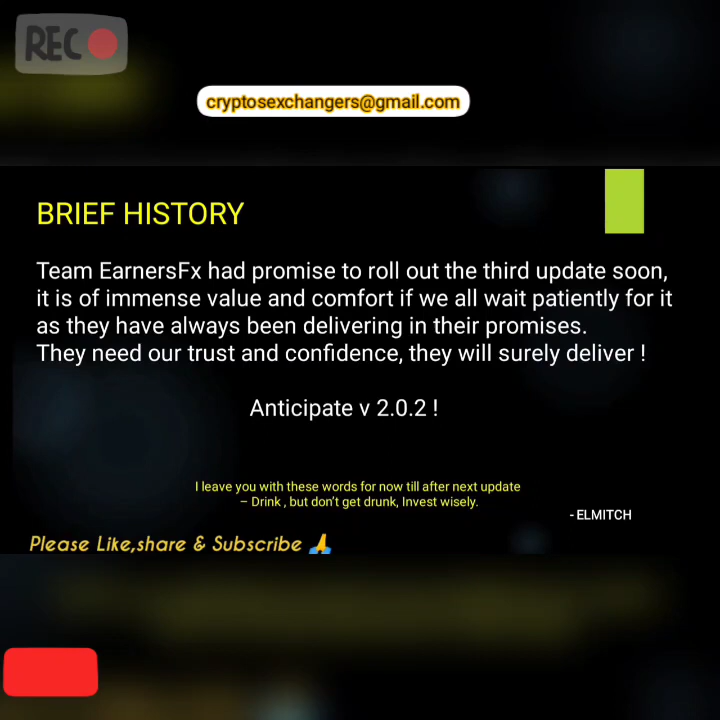 REC
cryptosexchangers@gmail.com
BRIEF HISTORY
Team EarnersFx had promise to roll out the third update soon,
it is of immense value and comfort if we all wait patiently for it
as they have always been delivering in their promises.
They need our trust and confidence, they will surely deliver !
Anticipate v 2.0.2 !
I leave you with these words for now till after next update
– Drink , but don't get drunk, Invest wisely.
- ELMITCH
Please Like,share & Subscribe 🙏